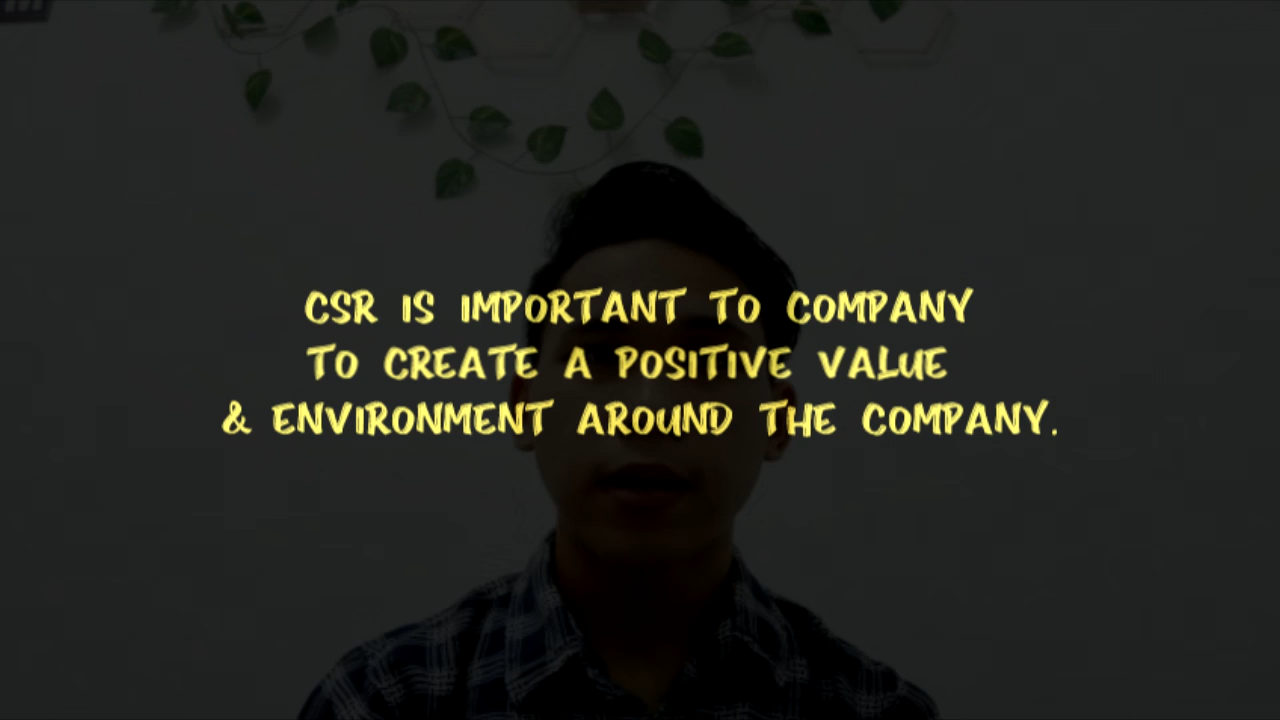 CSR IS IMPORTANT TO COMPANY
TO CREATE A POSITIVE VALUE
& ENVIRONMENT AROUND THE COMPANY.